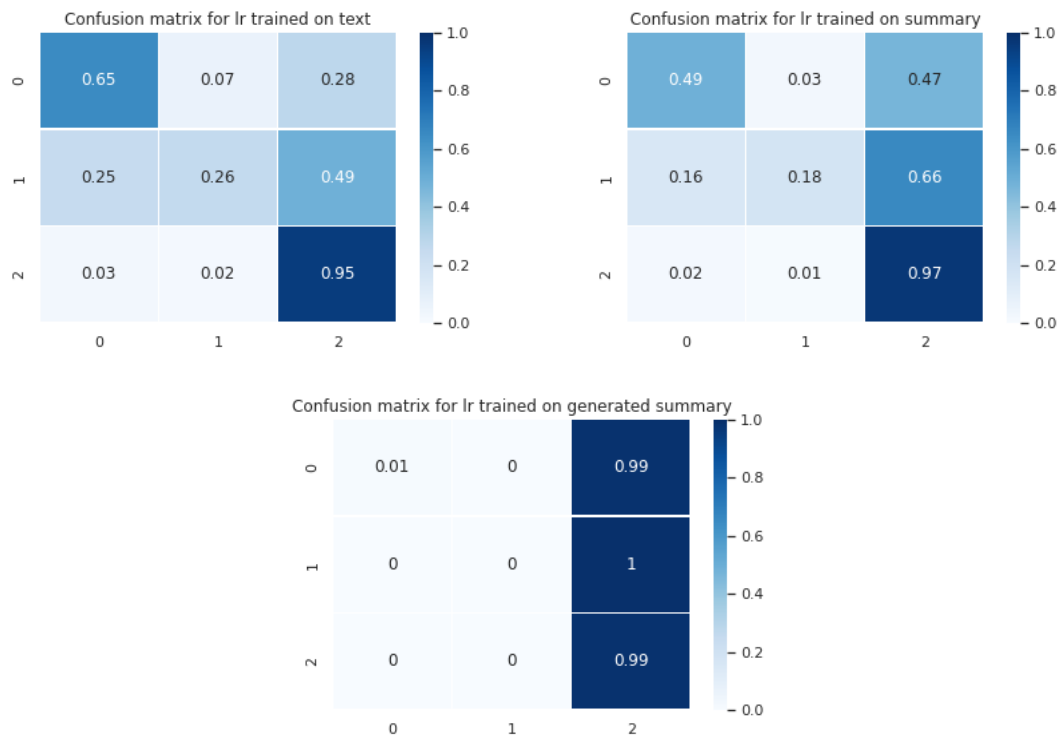 Confusion matrix for lr trained on text
0 0.65 0.07 0.28 1.0
0.8
1 0.25 0.26 0.49 0.6
0.4
2 0.03 0.02 0.95 0.2
0.0
0 1 2
Confusion matrix for lr trained on summary
0 0.49 0.03 0.47 1.0
0.8
1 0.16 0.18 0.66 0.6
0.4
2 0.02 0.01 0.97 0.2
0.0
0 1 2
Confusion matrix for lr trained on generated summary
0 0.01 0 0.99 1.0
0.8
1 0 0 1 0.6
0.4
2 0 0 0.99 0.2
0.0
0 1 2